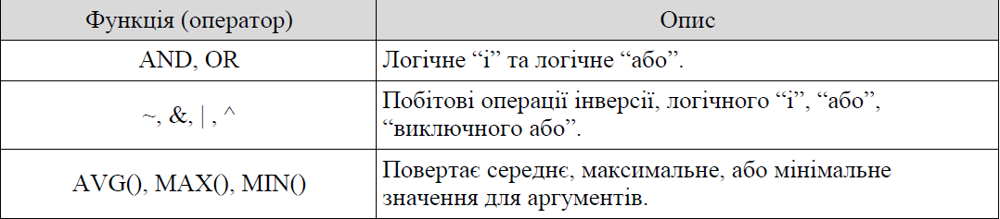 Функція (оператор) Опис
AND, OR Логічне “і” та логічне “або”.
~, &, | , ^ Побітові операції інверсії, логічного “і”, “або”,
“виключного або”.
AVG(), MAX(), MIN() Повертає середнє, максимальне, або мінімальне
значення для аргументів.